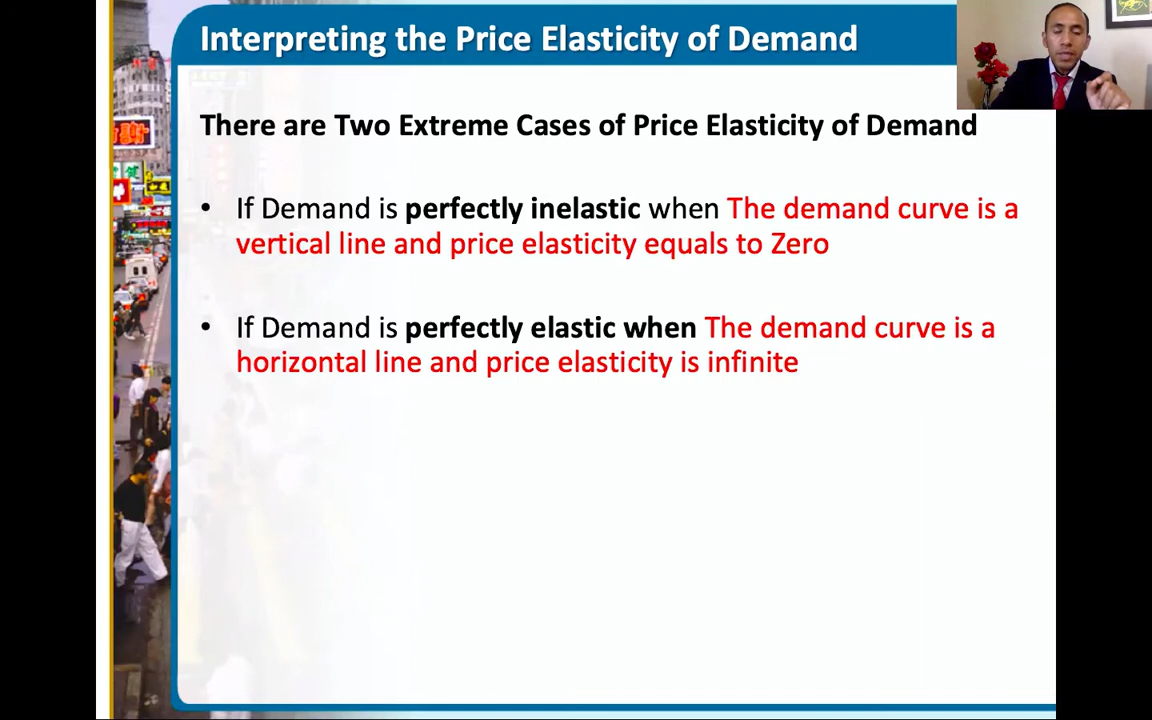 Interpreting the Price Elasticity of Demand
There are Two Extreme Cases of Price Elasticity of Demand
• If Demand is perfectly inelastic when The demand curve is a
vertical line and price elasticity equals to Zero
• If Demand is perfectly elastic when The demand curve is a
horizontal line and price elasticity is infinite